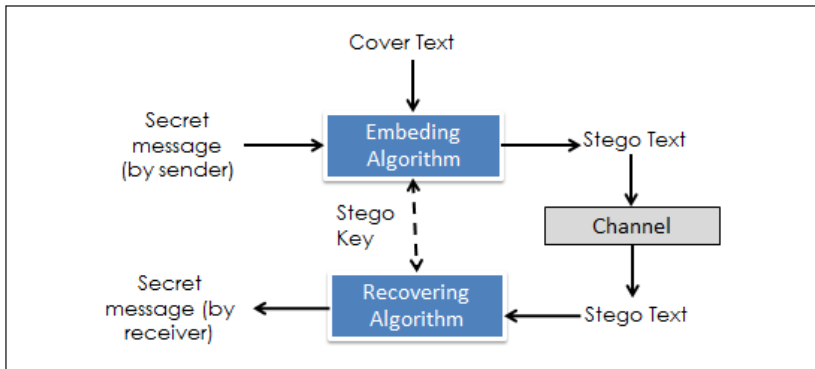 Cover Text
Secret
message
(by sender)
Embeding
Algorithm
Stego Text
Stego
Key
Channel
Secret
message (by
receiver)
Recovering
Algorithm
Stego Text